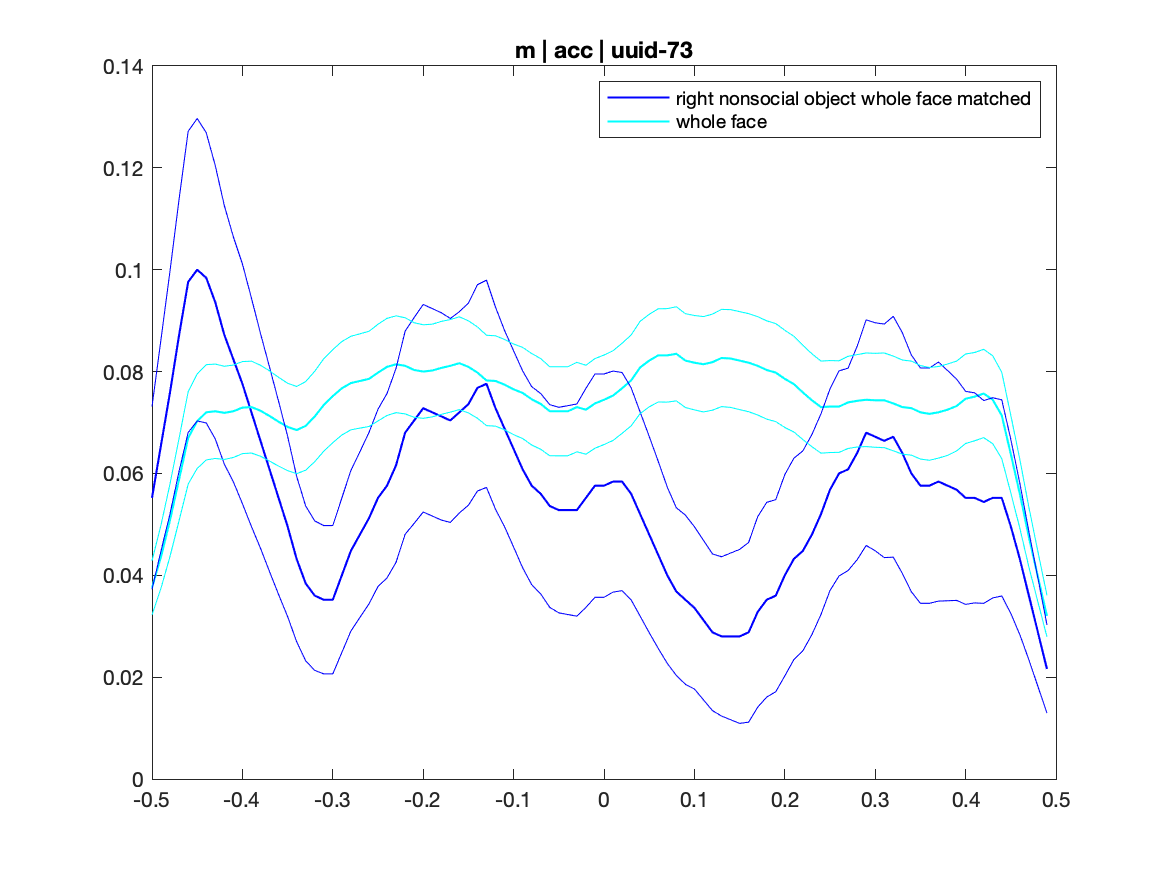 m | acc | uuid-73
0.14
0.12
0.1
0.08
0.06
0.04
0.02
0
right nonsocial object whole face matched
whole face
-0.5 -0.4 -0.3 -0.2 -0.1 0 0.1 0.2 0.3 0.4 0.5